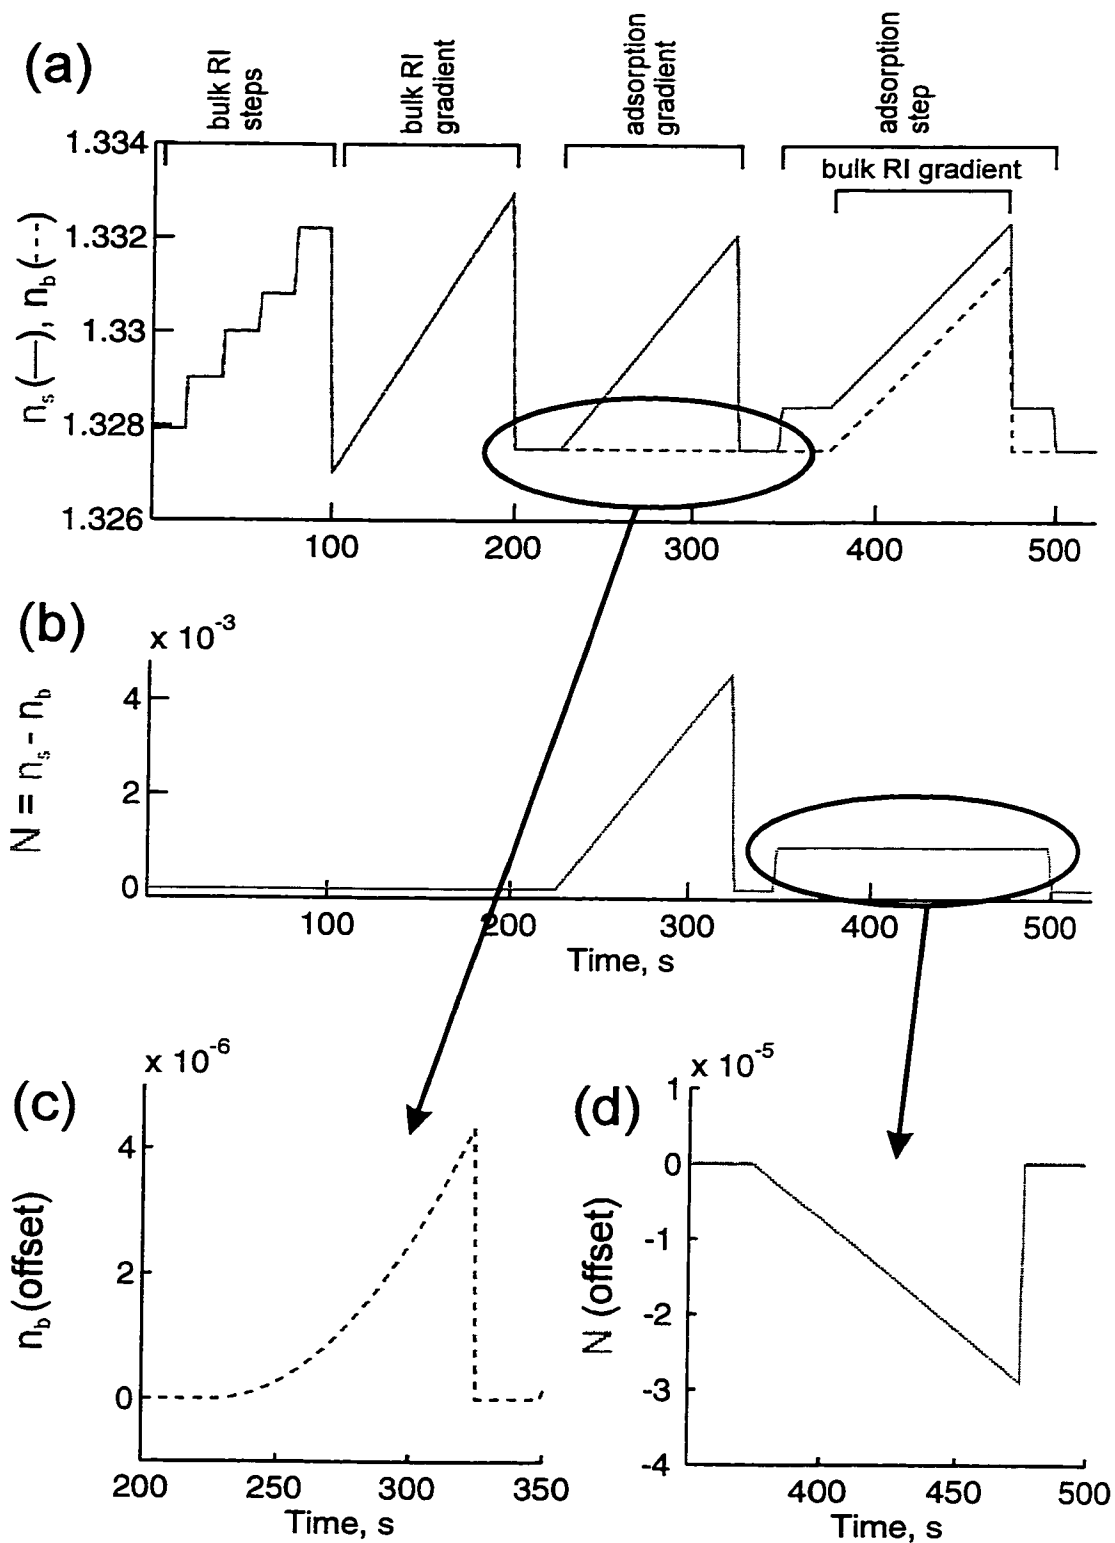 (a)
bulk RI
steps
bulk RI
gradient
adsorption
gradient
adsorption
step
bulk RI gradient
1.334
1.332
1.33
1.328
1.326
nₛ (—), n_b (---)
100
200
300
400
500
(b)
x 10⁻³
4
2
0
N = nₛ - n_b
100
200
300
400
500
Time, s
(c)
x 10⁻⁶
4
2
0
n_b (offset)
200
250
300
350
Time, s
(d)
x 10⁻⁵
1
0
-1
-2
-3
-4
N (offset)
400
450
500
Time, s